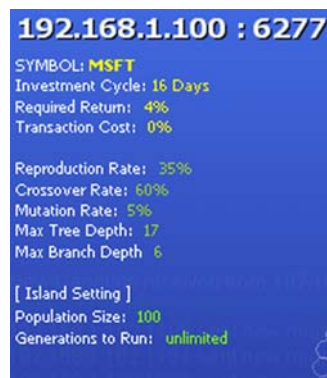 192.168.1.100 : 6277
SYMBOL: MSFT
Investment Cycle: 16 Days
Required Return: 4%
Transaction Cost: 0%
Reproduction Rate: 35%
Crossover Rate: 60%
Mutation Rate: 5%
Max Tree Depth: 17
Max Branch Depth 6
[ Island Setting ]
Population Size: 100
Generations to Run: unlimited